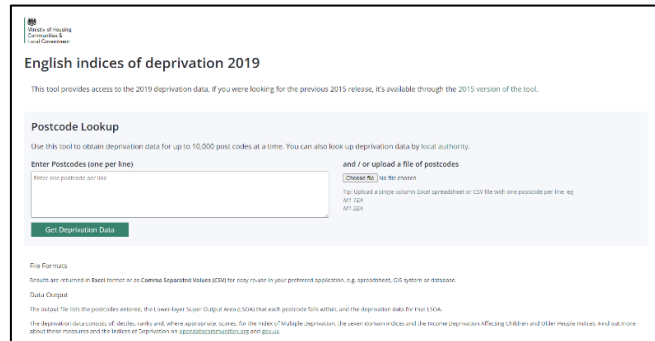 Ministry of Housing,
Communities &
Local Government
English indices of deprivation 2019
This tool provides access to the 2019 deprivation data. If you were looking for the previous 2015 release, it's available through the 2015 version of the tool.
Postcode Lookup
Use this tool to obtain deprivation data for up to 10,000 post codes at a time. You can also look up deprivation data by local authority.
Enter Postcodes (one per line)
Enter one postcode per line
Get Deprivation Data
and / or upload a file of postcodes
Choose file No file chosen
Tip: Upload a single column Excel spreadsheet or CSV file with one postcode per line. eg
M1 1EA
M1 2EA
File Formats
Results are returned in Excel format or as Comma Separated Values (CSV) for easy re-use in your preferred application, e.g. spreadsheet, GIS system or database.
Data Output
The output file lists the postcodes entered, the Lower-layer Super Output Area (LSOA) that each postcode falls within, and the deprivation data for that LSOA.
The deprivation data consists of: deciles, ranks and, where appropriate, scores, for the Index of Multiple Deprivation, the seven domain indices and the Income Deprivation Affecting Children and Older People Indices. Find out more
about these measures and the Indices of Deprivation on opendatacommunities.org and gov.uk.